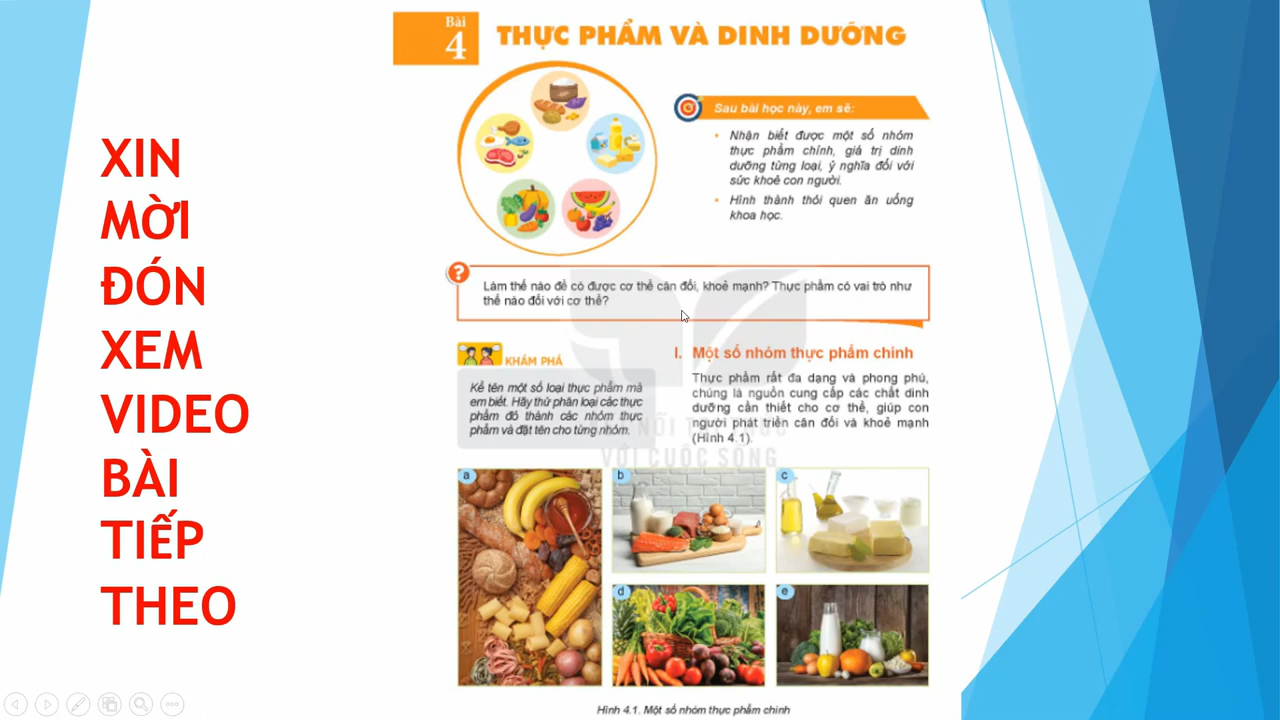 XIN
MỜI
ĐÓN
XEM
VIDEO
BÀI
TIẾP
THEO
Bài
4
THỰC PHẨM VÀ DINH DƯỠNG
Sau bài học này, em sẽ:
• Nhận biết được một số nhóm
thực phẩm chính, giá trị dinh
dưỡng từng loại, ý nghĩa đối với
sức khoẻ con người.
• Hình thành thói quen ăn uống
khoa học.
?
Làm thế nào để có được cơ thể cân đối, khoẻ mạnh? Thực phẩm có vai trò như
thế nào đối với cơ thể?
KHÁM PHÁ
Kể tên một số loại thực phẩm mà
em biết. Hãy thử phân loại các thực
phẩm đó thành các nhóm thực
phẩm và đặt tên cho từng nhóm.
I. Một số nhóm thực phẩm chính
Thực phẩm rất đa dạng và phong phú,
chúng là nguồn cung cấp các chất dinh
dưỡng cần thiết cho cơ thể, giúp con
người phát triển cân đối và khoẻ mạnh
(Hình 4.1).
VỚI CUỘC SỐNG
a
b
c
d
e
Hình 4.1. Một số nhóm thực phẩm chính